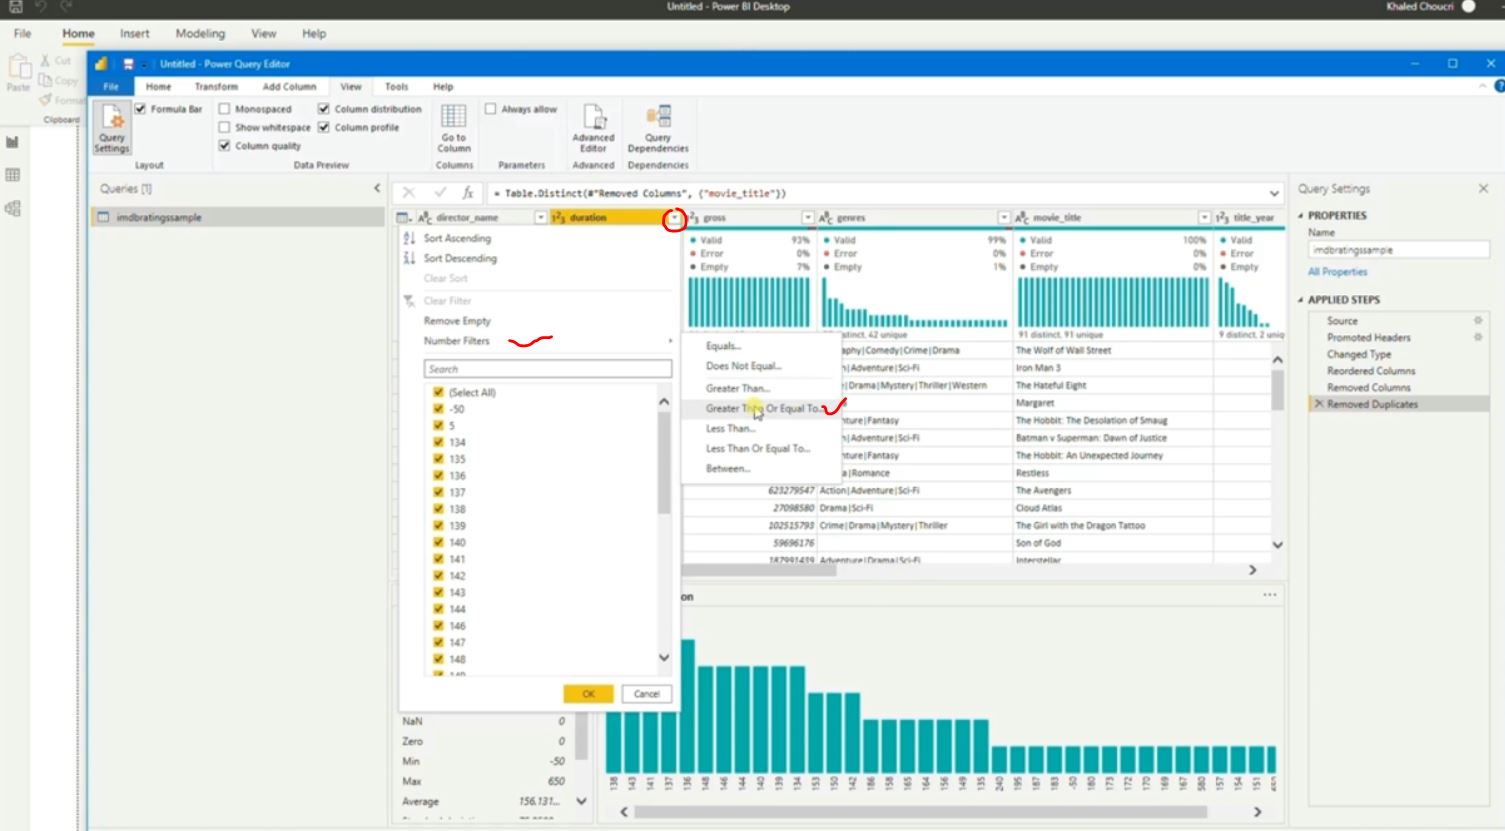 Untitled - Power BI Desktop
Khaled Choucri
File Home Insert Modeling View Help
Paste
Cut
Copy
Clipboard
Untitled - Power Query Editor
File Home Transform Add Column View Tools Help
Query Settings
Formula Bar
Layout
Monospaced
Show whitespace
Column quality
Column distribution
Column profile
Data Preview
Go to Column
Columns
Always allow
Parameters
Advanced Editor
Advanced
Query Dependencies
Dependencies
Queries [1]
imdbratingssample
fx = Table.Distinct(#"Removed Columns", {"movie_title"})
director_name duration gross genres movie_title title_year
Valid 93% Valid 99% Valid 100% Valid
Error 0% Error 0% Error 0% Error
Empty 7% Empty 1% Empty 0% Empty
42 unique 91 distinct, 91 unique 9 distinct, 2
Sort Ascending
Sort Descending
Clear Sort
Clear Filter
Remove Empty
Number Filters
Search
(Select All)
-50
5
134
135
136
137
138
139
140
141
142
143
144
146
147
148
149
OK Cancel
Equals...
Does Not Equal...
Greater Than...
Greater Than Or Equal To...
Less Than...
Less Than Or Equal To...
Between...
|Comedy|Crime|Drama The Wolf of Wall Street
|Adventure|Sci-Fi Iron Man 3
|Drama|Mystery|Thriller|Western The Hateful Eight
Margaret
|Fantasy The Hobbit: The Desolation of Smaug
|Adventure|Sci-Fi Batman v Superman: Dawn of Justice
|Fantasy The Hobbit: An Unexpected Journey
|Romance Restless
623279547 Action|Adventure|Sci-Fi The Avengers
27098580 Drama|Sci-Fi Cloud Atlas
102515793 Crime|Drama|Mystery|Thriller The Girl with the Dragon Tattoo
59696176 Son of God
187991439 Adventure|Drama|Sci-Fi Interstellar
NaN 0
Zero 0
Min -50
Max 650
Average 156.131...
138 143 141 137 136 148 146 144 140 139 134 153 150 142 186 158 165 164 156 149 135 240 195 187 183 -50 180 173 172 170 169 167 580 157 154 151
Query Settings
PROPERTIES
Name
imdbratingssample
All Properties
APPLIED STEPS
Source
Promoted Headers
Changed Type
Reordered Columns
Removed Columns
Removed Duplicates